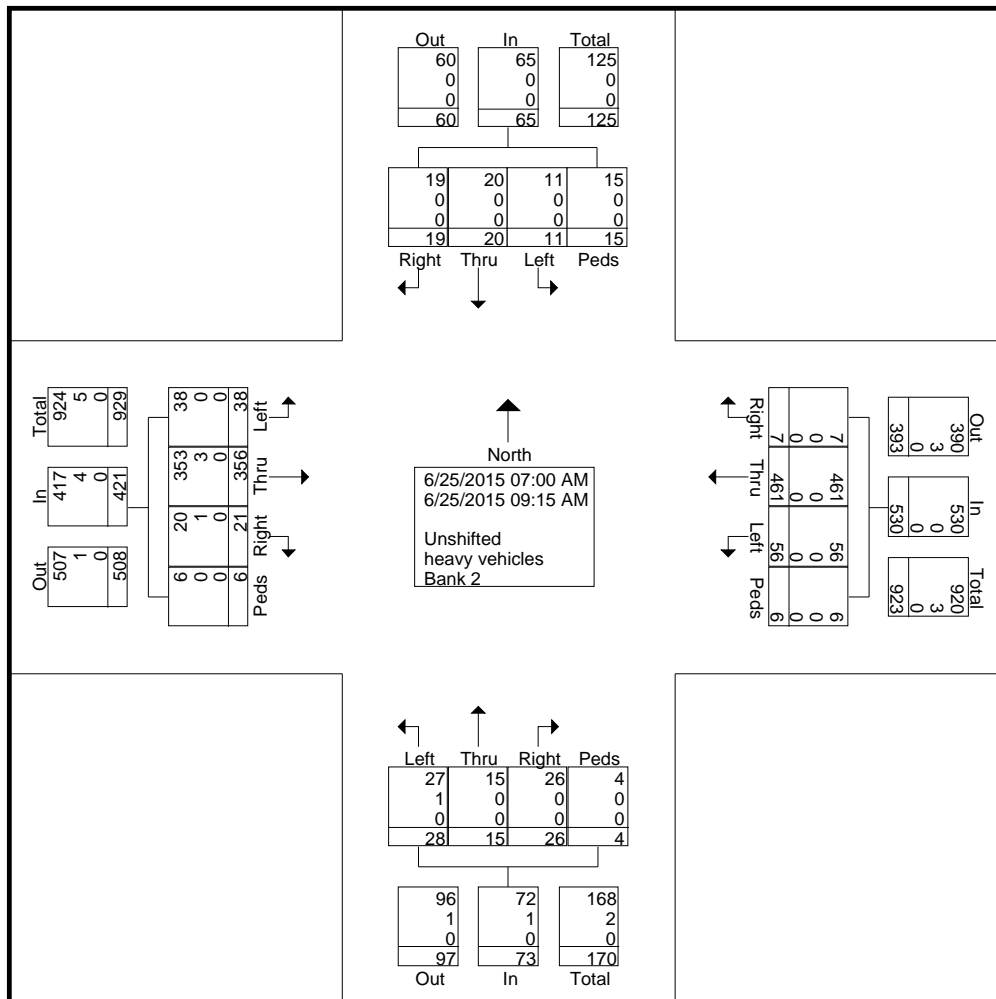 Out In Total
60 65 125
0 0 0
0 0 0
60 65 125
19 20 11 15
0 0 0 0
0 0 0 0
19 20 11 15
Right Thru Left Peds
Total
924 5 0 929
In
417 4 0 421
Out
507 1 0 508
38 0 0 38
Left
353 3 0 356
Thru
20 1 0 21
Right
6 0 0 6
Peds
North
6/25/2015 07:00 AM
6/25/2015 09:15 AM
Unshifted
heavy vehicles
Bank 2
Right
7 0 0 7
Thru
461 0 0 461
Left
56 0 0 56
Peds
6 0 0 6
Out
390 3 0 393
In
530 0 0 530
Total
920 3 0 923
Left Thru Right Peds
27 15 26 4
1 0 0 0
0 0 0 0
28 15 26 4
96 72 168
1 1 2
0 0 0
97 73 170
Out In Total